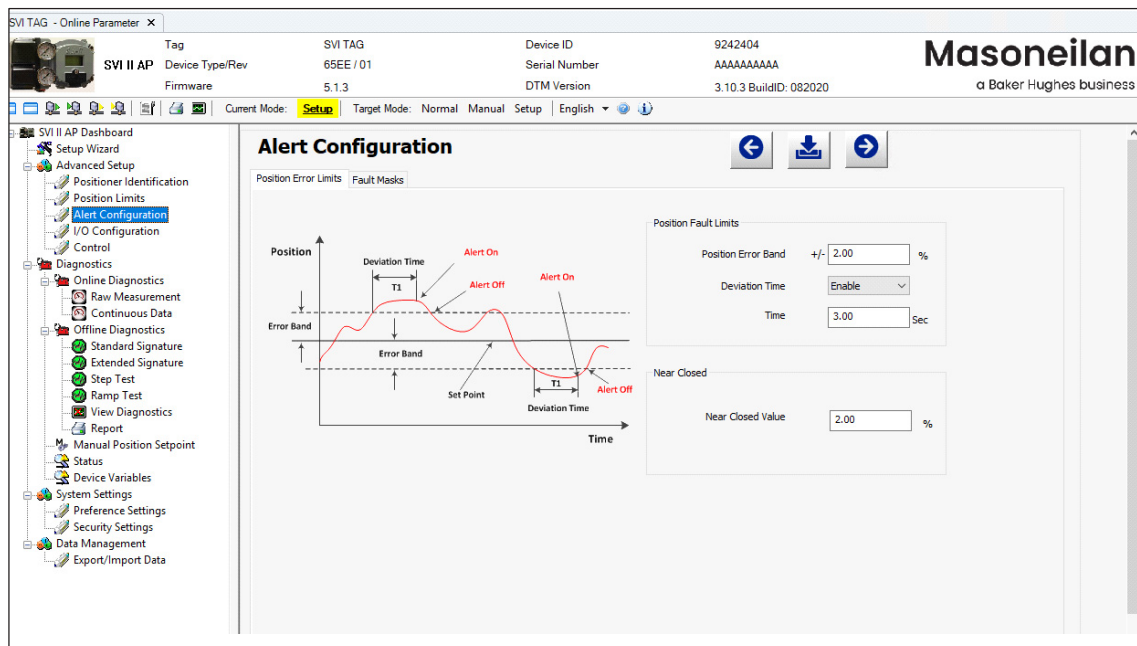 SVI TAG - Online Parameter ×
SVI II AP
Tag SVI TAG Device ID 9242404
Device Type/Rev 65EE / 01 Serial Number AAAAAAAAAA
Firmware 5.1.3 DTM Version 3.10.3 BuildID: 082020
Masoneilan
a Baker Hughes business
Current Mode: Setup Target Mode: Normal Manual Setup English
SVI II AP Dashboard
Setup Wizard
Advanced Setup
Positioner Identification
Position Limits
Alert Configuration
I/O Configuration
Control
Diagnostics
Online Diagnostics
Raw Measurement
Continuous Data
Offline Diagnostics
Standard Signature
Extended Signature
Step Test
Ramp Test
View Diagnostics
Report
Manual Position Setpoint
Status
Device Variables
System Settings
Preference Settings
Security Settings
Data Management
Export/Import Data
Alert Configuration
Position Error Limits Fault Masks
Position
Deviation Time
T1
Alert On
Alert Off
Alert On
Error Band
Error Band
Set Point
T1
Deviation Time
Alert Off
Time
Position Fault Limits
Position Error Band +/- 2.00 %
Deviation Time Enable
Time 3.00 Sec
Near Closed
Near Closed Value 2.00 %